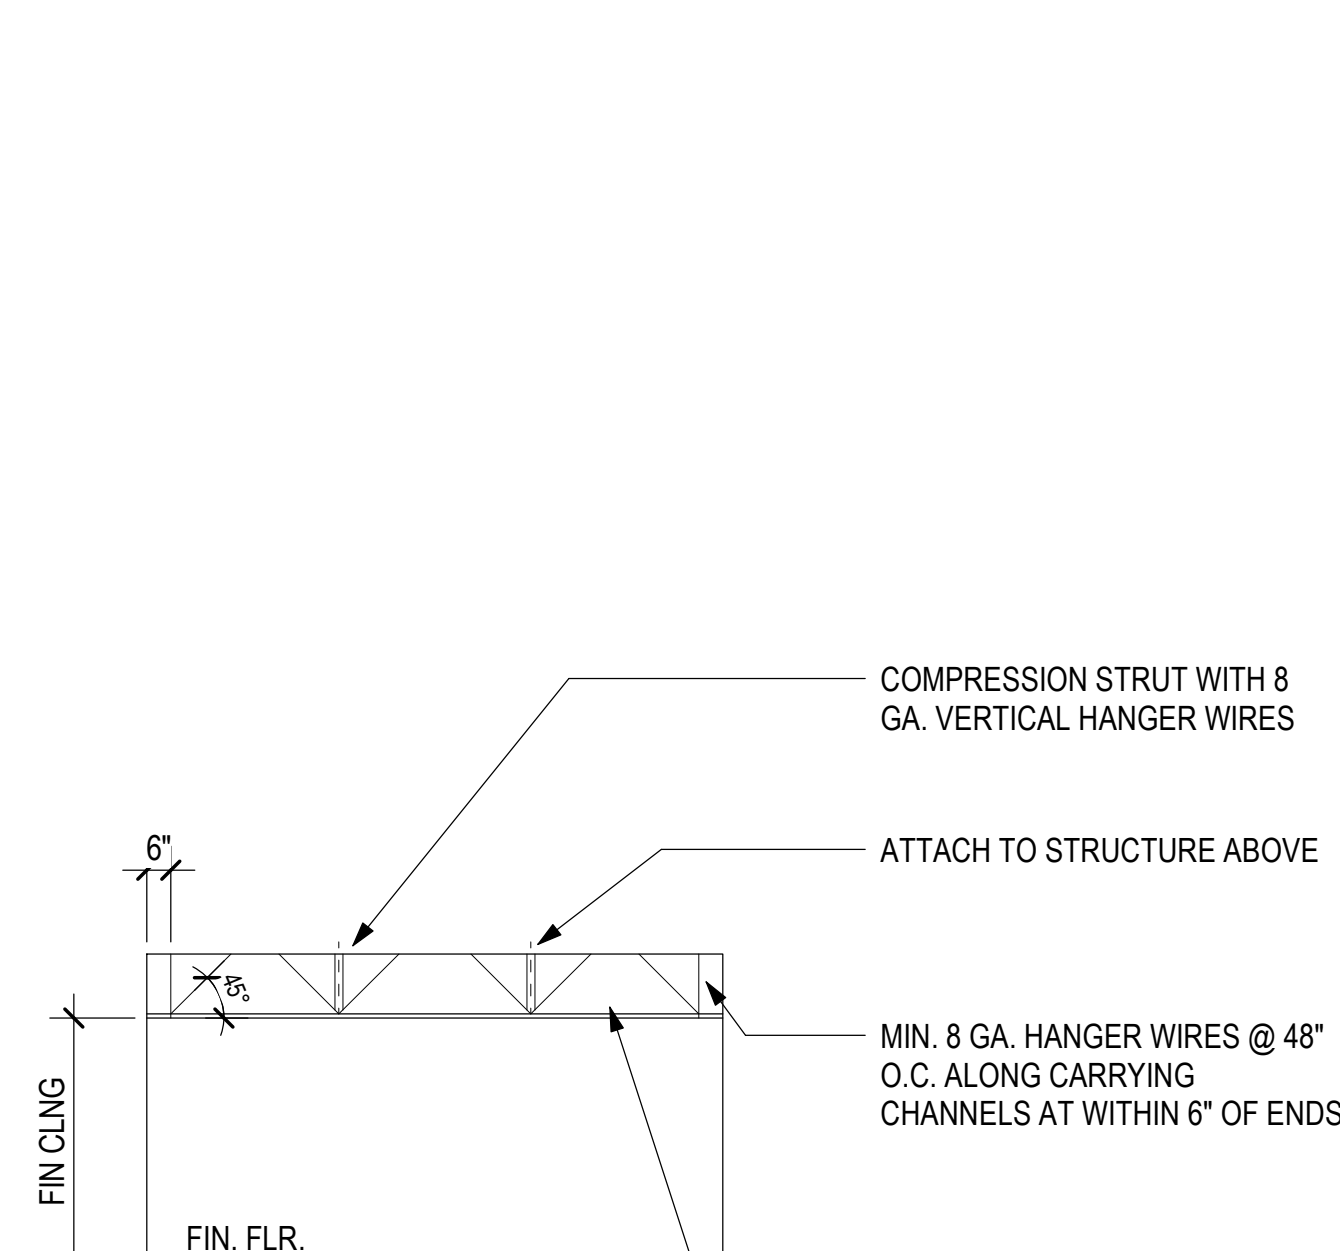 COMPRESSION STRUT WITH 8
GA. VERTICAL HANGER WIRES
6"
ATTACH TO STRUCTURE ABOVE
45°
MIN. 8 GA. HANGER WIRES @ 48"
O.C. ALONG CARRYING
CHANNELS AT WITHIN 6" OF ENDS
FIN CLNG
FIN. FLR.